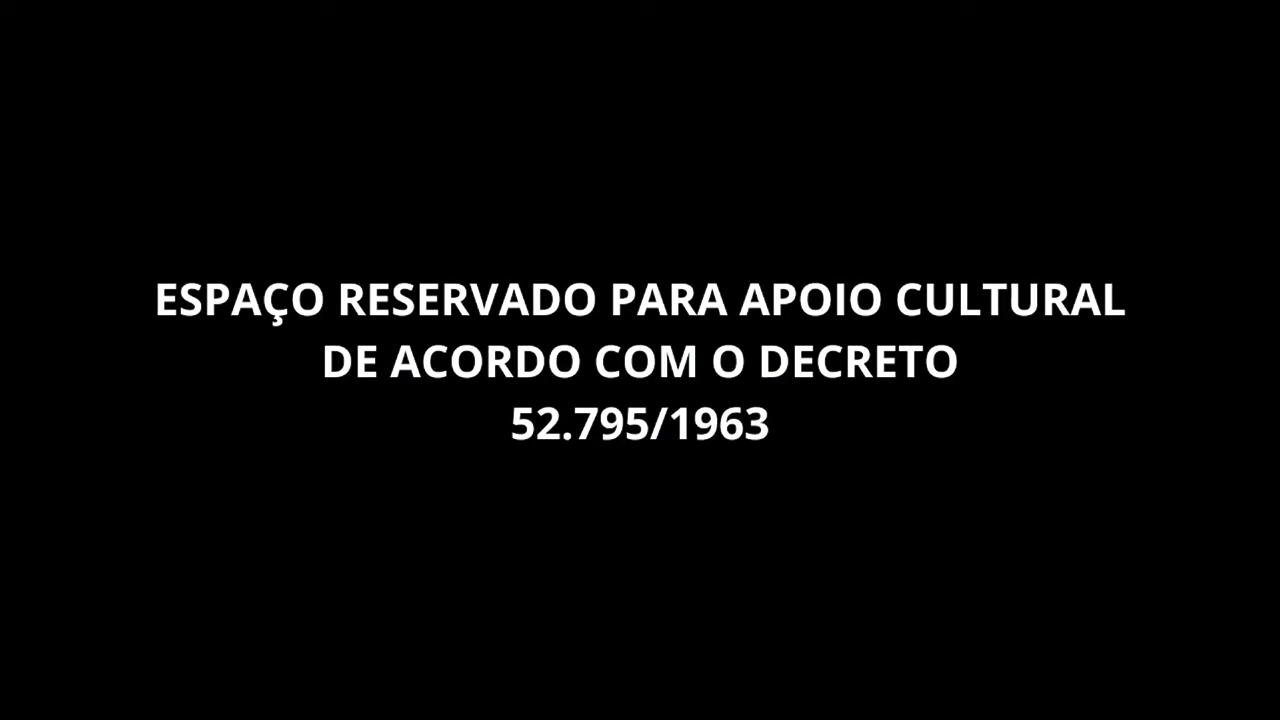 ESPAÇO RESERVADO PARA APOIO CULTURAL
DE ACORDO COM O DECRETO
52.795/1963